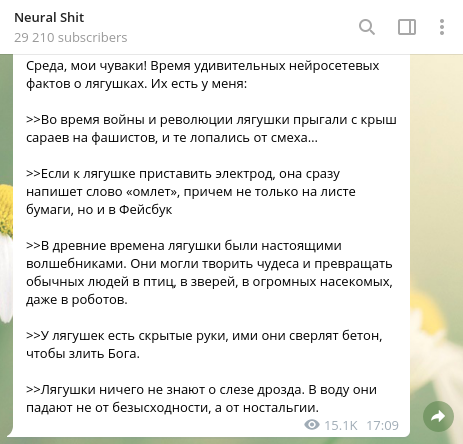 Neural Shit
29 210 subscribers
Среда, мои чуваки! Время удивительных нейросетевых
фактов о лягушках. Их есть у меня:
>>Во время войны и революции лягушки прыгали с крыш
сараев на фашистов, и те лопались от смеха...
>>Если к лягушке приставить электрод, она сразу
напишет слово «омлет», причем не только на листе
бумаги, но и в Фейсбук
>>В древние времена лягушки были настоящими
волшебниками. Они могли творить чудеса и превращать
обычных людей в птиц, в зверей, в огромных насекомых,
даже в роботов.
>>У лягушек есть скрытые руки, ими они сверлят бетон,
чтобы злить Бога.
>>Лягушки ничего не знают о слезе дрозда. В воду они
падают не от безысходности, а от ностальгии.
15.1K 17:09